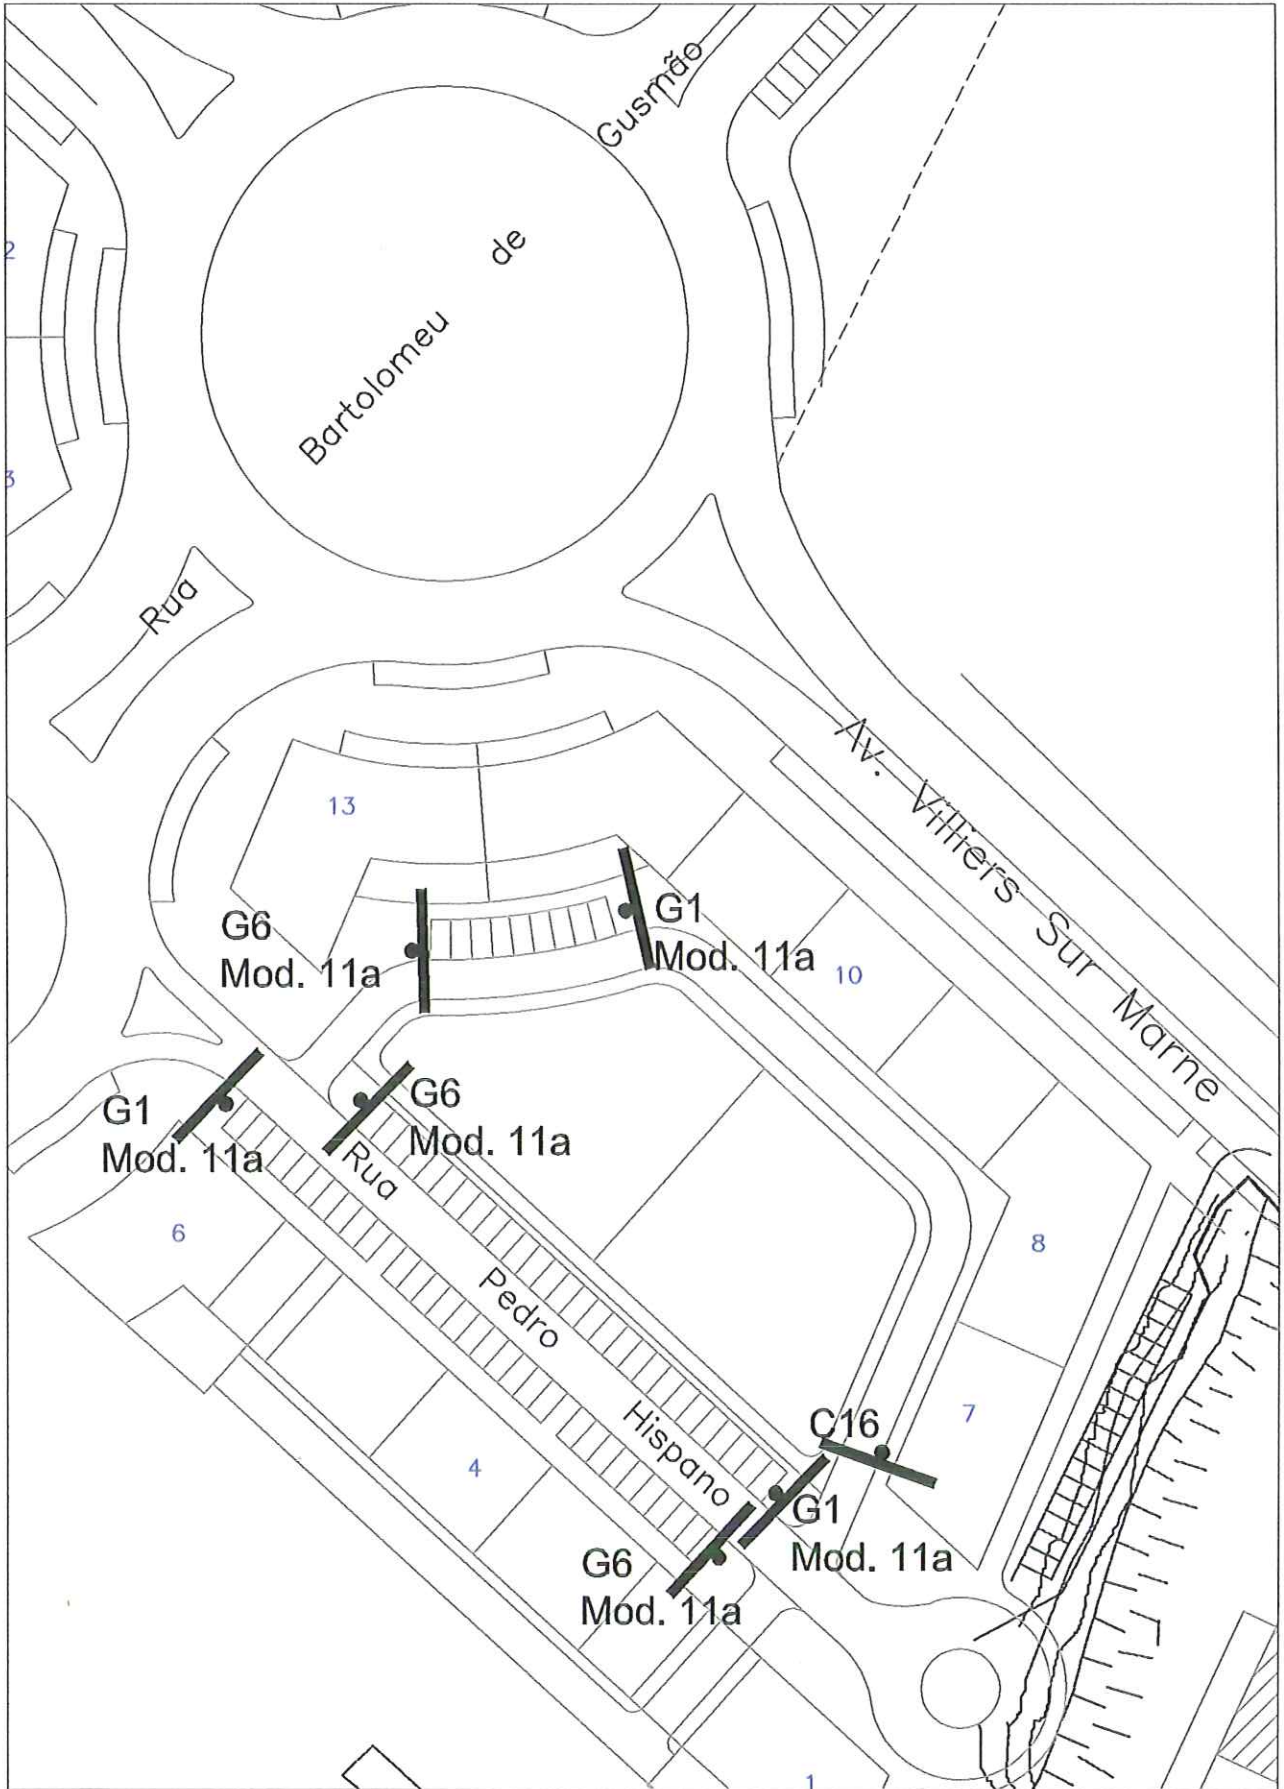 Gusmão
de
Bartolomeu
2
3
Rua
Av. Villiers Sur Marne
13
G6
Mod. 11a
G1
Mod. 11a
10
G1
Mod. 11a
G6
Mod. 11a
Rua
Pedro
Hispano
6
8
7
4
C16
G1
Mod. 11a
G6
Mod. 11a
1